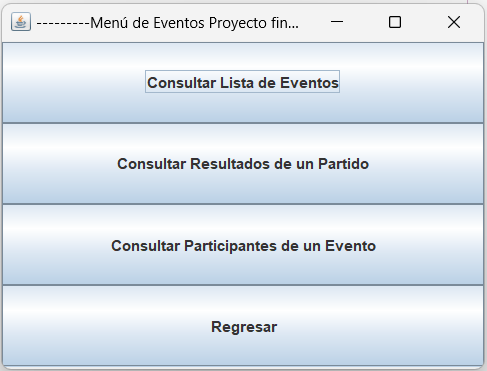 ---------Menú de Eventos Proyecto fin...
Consultar Lista de Eventos
Consultar Resultados de un Partido
Consultar Participantes de un Evento
Regresar